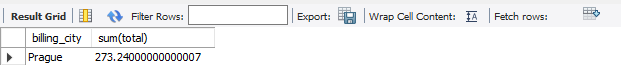 Result Grid Filter Rows: Export: Wrap Cell Content: Fetch rows:
billing_city sum(total)
Prague 273.24000000000007